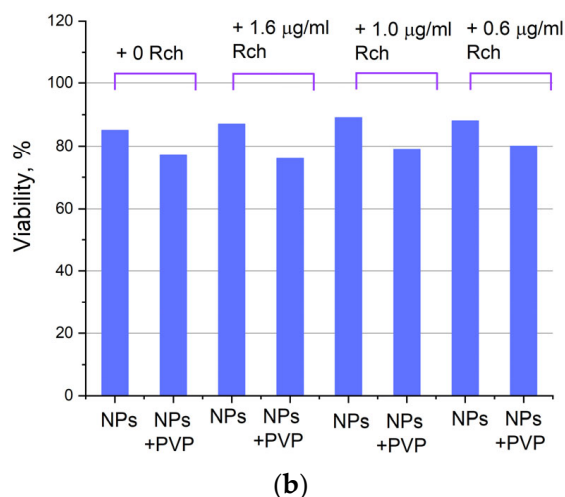 120
100
80
60
40
20
0
Viability, %
+ 0 Rch
+ 1.6 μg/ml
Rch
+ 1.0 μg/ml
Rch
+ 0.6 μg/ml
Rch
NPs
NPs
+PVP
NPs
NPs
+PVP
NPs
NPs
+PVP
NPs
NPs
+PVP
(b)